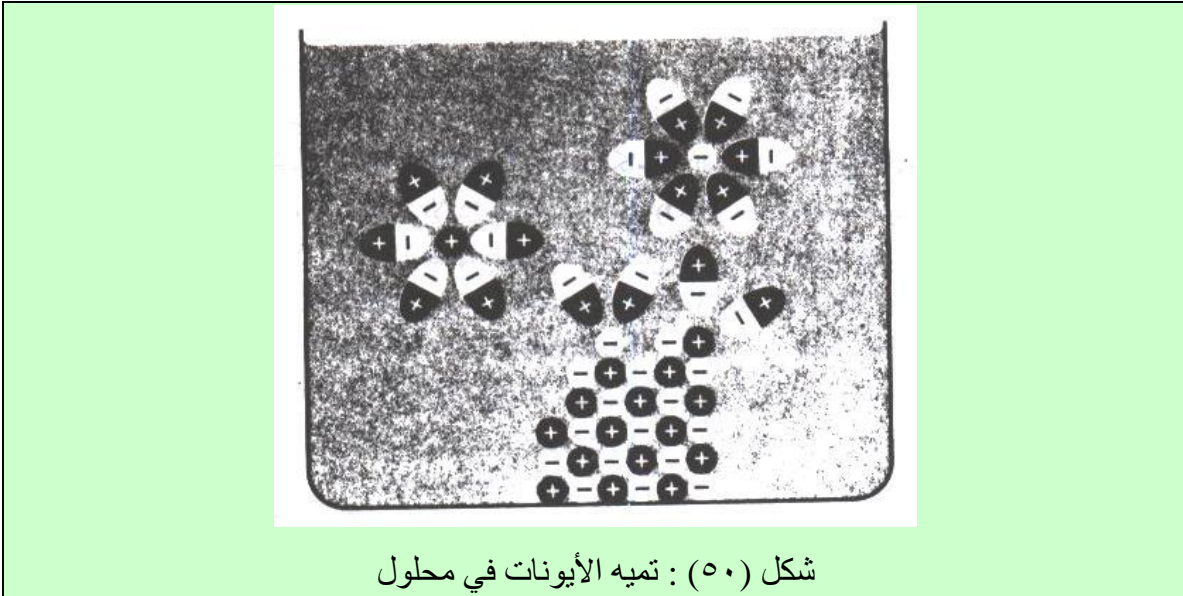 شكل (٥٠) : تميه الأيونات في محلول